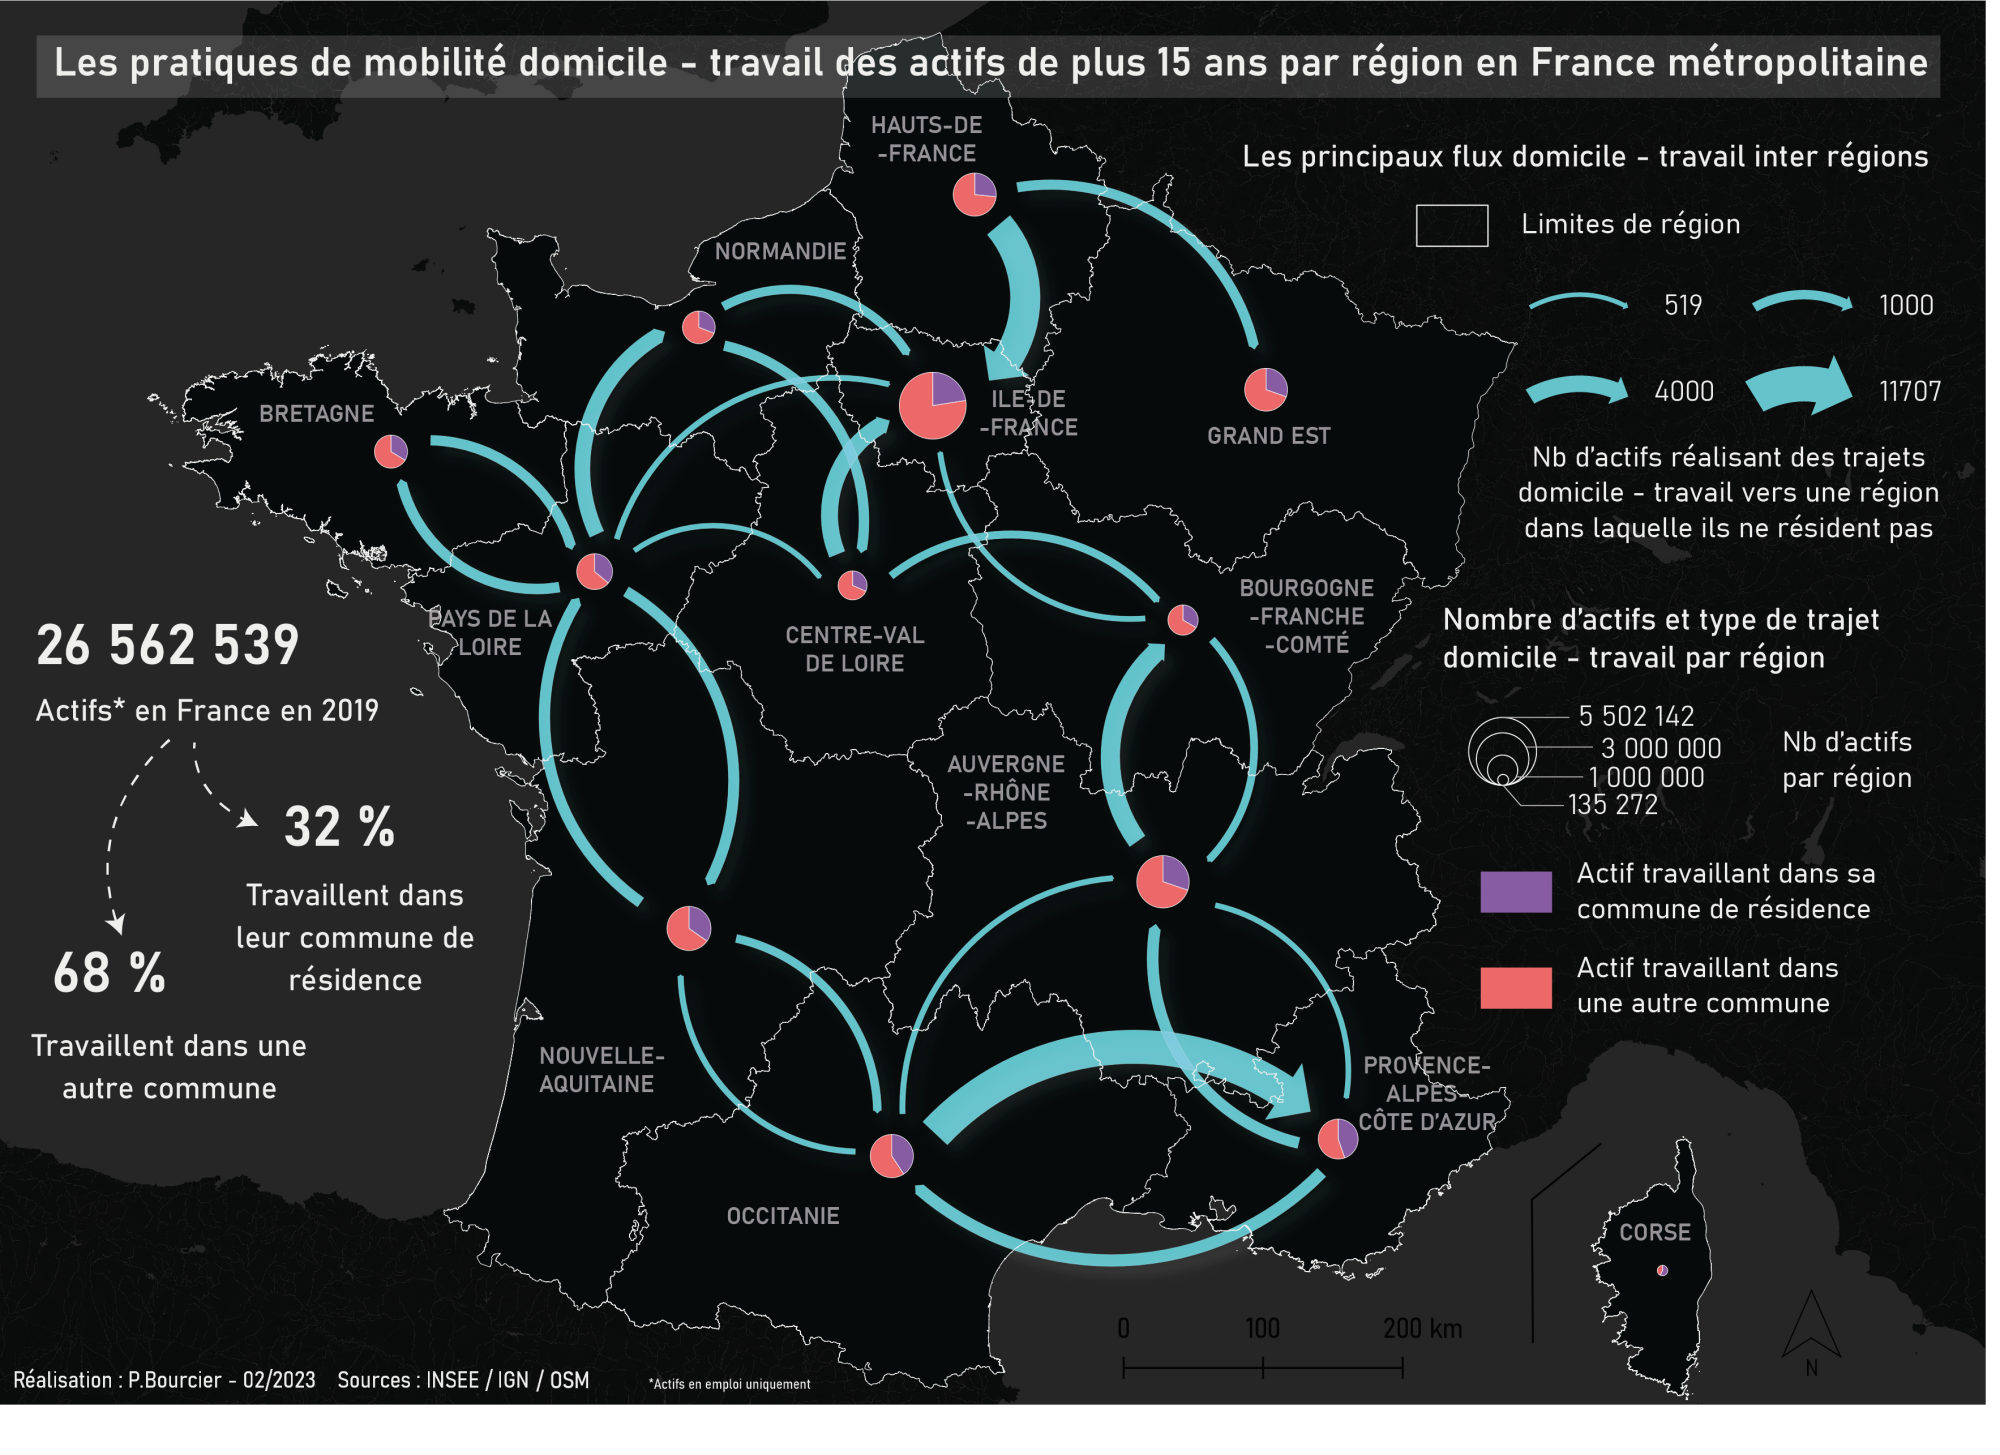 Les pratiques de mobilité domicile - travail des actifs de plus 15 ans par région en France métropolitaine
HAUTS-DE
-FRANCE
NORMANDIE
BRETAGNE
ILE-DE
-FRANCE
GRAND EST
PAYS DE LA
LOIRE
CENTRE-VAL
DE LOIRE
BOURGOGNE
-FRANCHE
-COMTÉ
AUVERGNE
-RHÔNE
-ALPES
NOUVELLE-
AQUITAINE
OCCITANIE
PROVENCE-
ALPES-
CÔTE D'AZUR
CORSE
26 562 539
Actifs* en France en 2019
32 %
Travaillent dans
leur commune de
résidence
68 %
Travaillent dans une
autre commune
Les principaux flux domicile - travail inter régions
Limites de région
519
1000
4000
11707
Nb d'actifs réalisant des trajets
domicile - travail vers une région
dans laquelle ils ne résident pas
Nombre d'actifs et type de trajet
domicile - travail par région
5 502 142
3 000 000
1 000 000
135 272
Nb d'actifs
par région
Actif travaillant dans sa
commune de résidence
Actif travaillant dans
une autre commune
0 100 200 km
N
Réalisation : P.Bourcier - 02/2023 Sources : INSEE / IGN / OSM
*Actifs en emploi uniquement